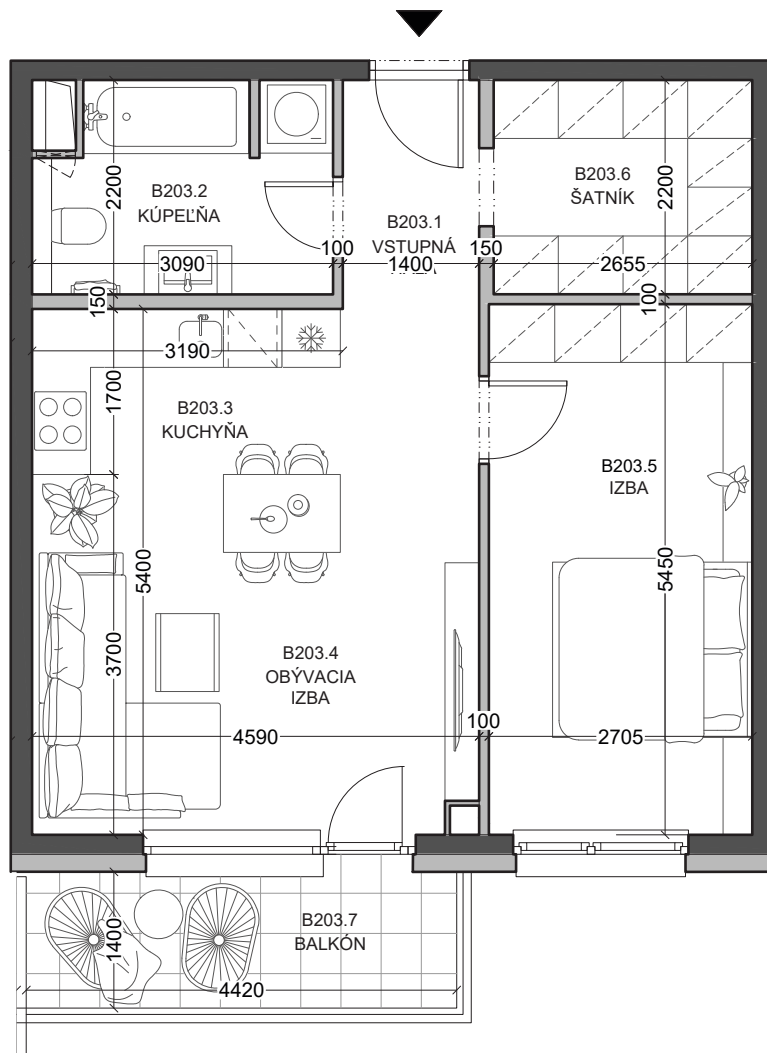 B203.2
KÚPEĽŇA
2200
B203.1
VSTUPNÁ
B203.6
ŠATNÍK
2200
3090
100
1400
150
2655
150
100
3190
1700
B203.3
KUCHYŇA
B203.5
IZBA
5400
5450
3700
B203.4
OBÝVACIA
IZBA
4590
100
2705
B203.7
BALKÓN
1400
4420